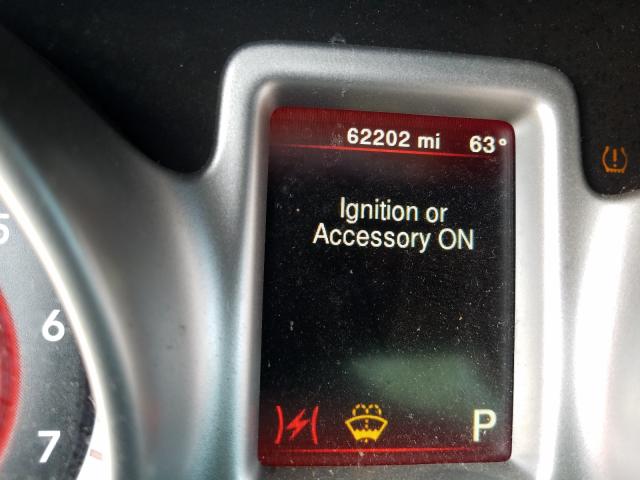 62202 mi 63°
Ignition or
Accessory ON
5
6
7
P